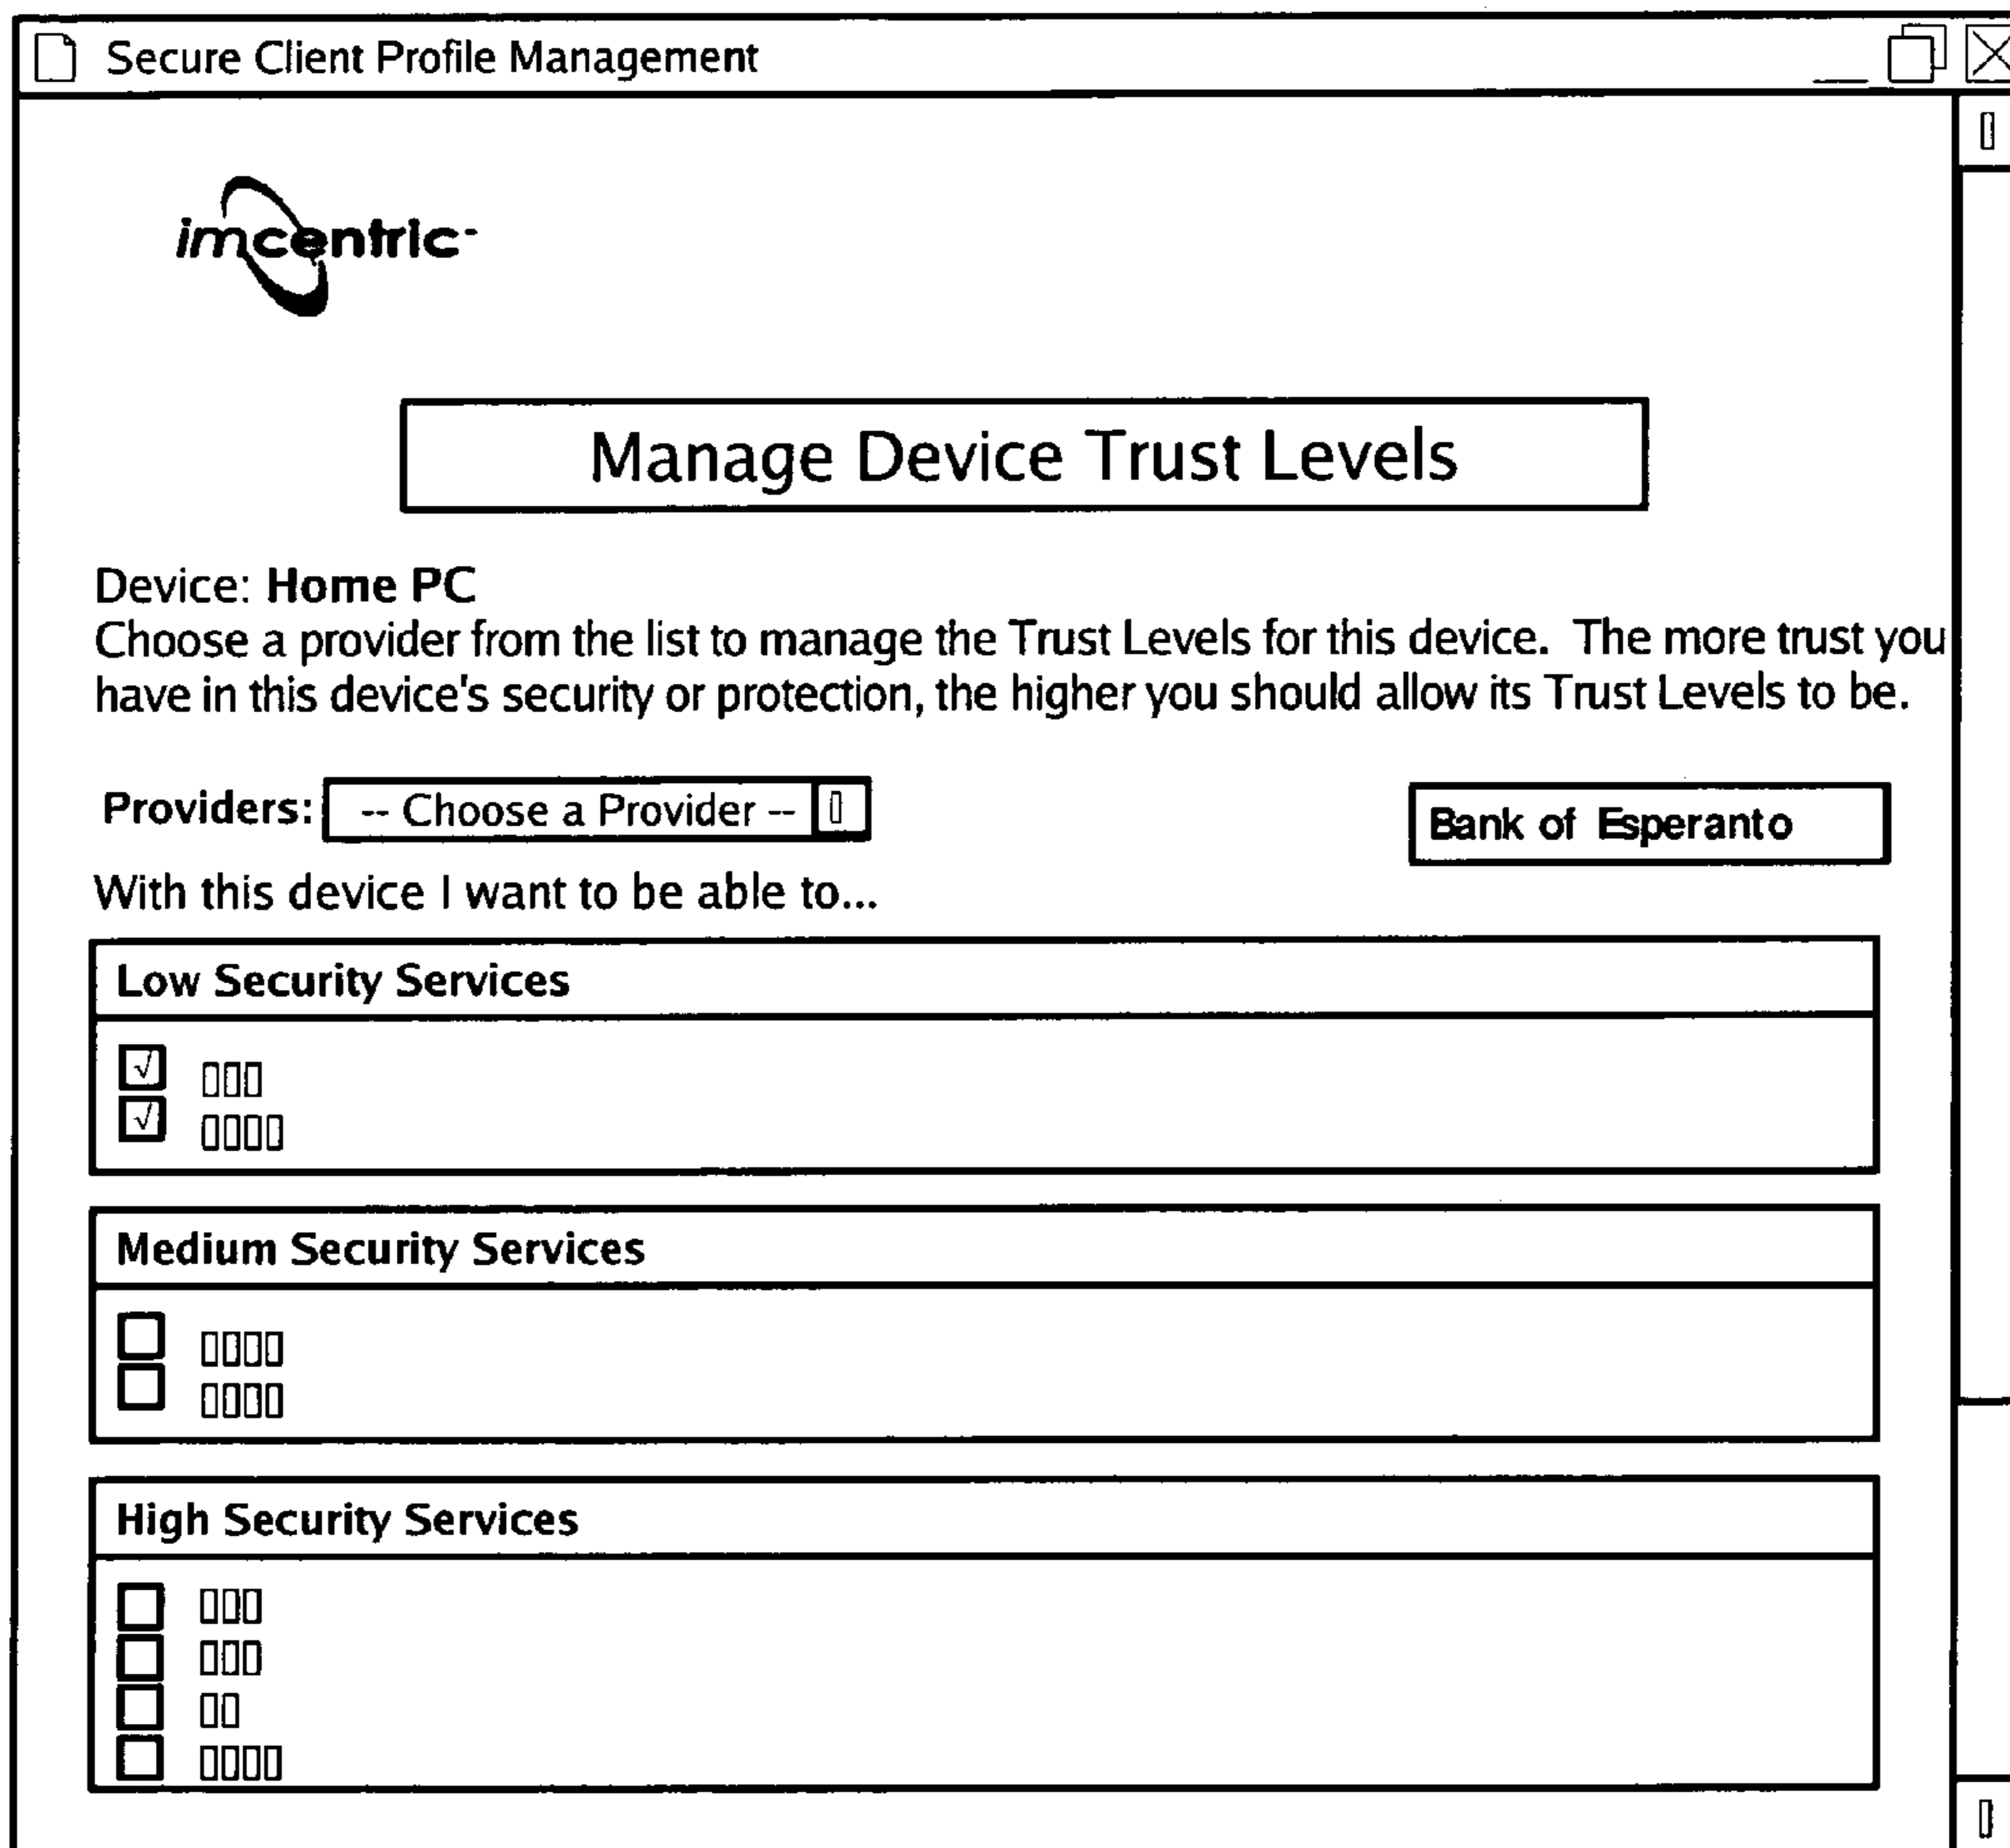 Secure Client Profile Management
imcentric
Manage Device Trust Levels
Device: Home PC
Choose a provider from the list to manage the Trust Levels for this device. The more trust you
have in this device's security or protection, the higher you should allow its Trust Levels to be.
Providers: -- Choose a Provider --
Bank of Esperanto
With this device I want to be able to...
Low Security Services
Medium Security Services
High Security Services